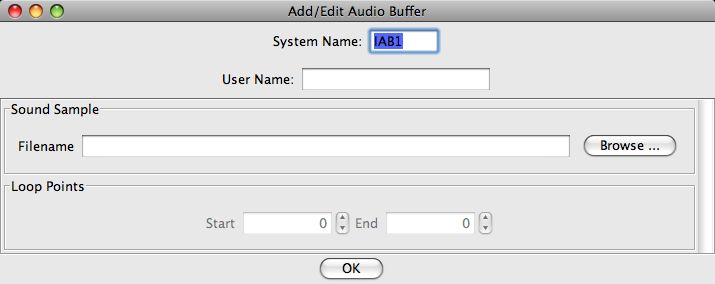 Add/Edit Audio Buffer
System Name: IAB1
User Name:
Sound Sample
Filename Browse ...
Loop Points
Start 0 End 0
OK